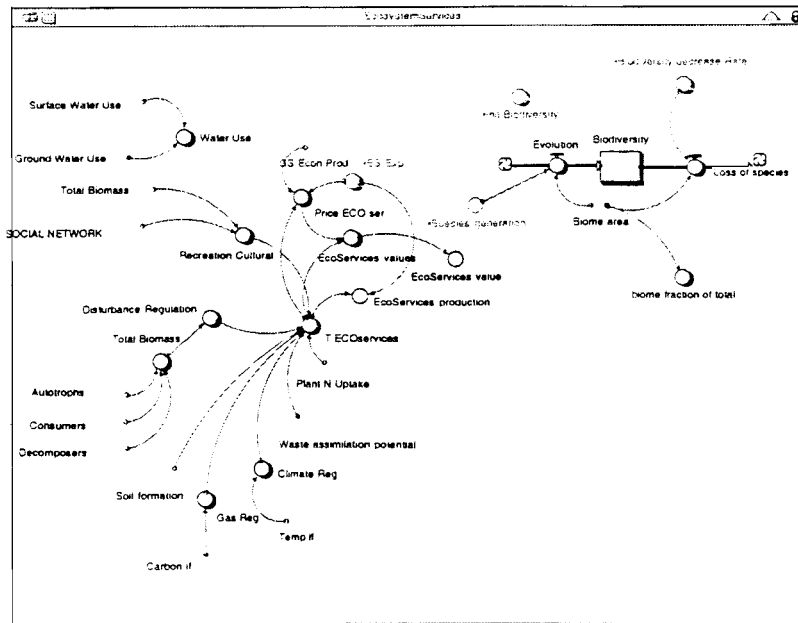 Surface Water Use
Water Use
Ground Water Use
Total Biomass
SOCIAL NETWORK
Recreation Cultural
Econ Prod
Price ECO ser
EcoServices values
EcoServices value
EcoServices production
Evolution
Biodiversity
Loss of species
Biome area
biome fraction of total
Disturbance Regulation
Total Biomass
T ECOservices
Autotrophs
Consumers
Decomposers
Plant N Uptake
Waste assimilation potential
Climate Reg
Soil formation
Gas Reg
Temp if
Carbon if